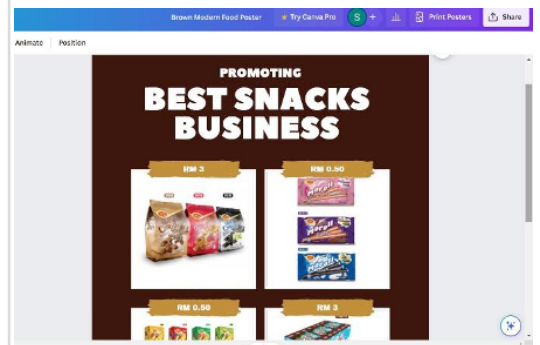 Brown Modern Food Poster
Try Canva Pro
S
+
Print Posters
Share
Animate
Position
PROMOTING
BEST SNACKS
BUSINESS
RM 3
RM 0.50
RM 0.50
RM 3